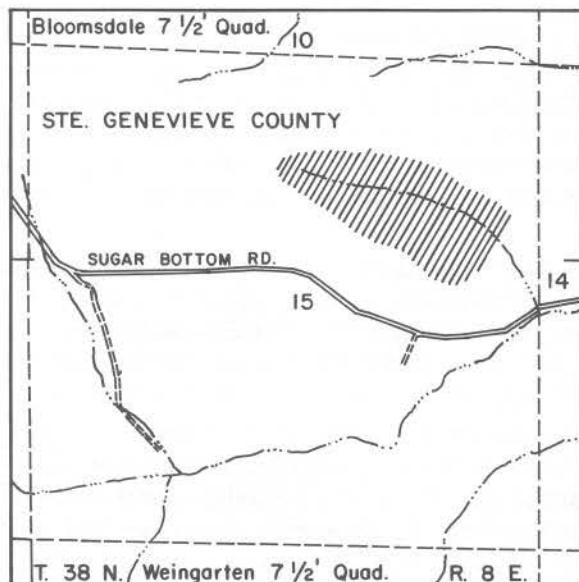 Bloomsdale 7 ½' Quad.
10
STE. GENEVIEVE COUNTY
SUGAR BOTTOM RD.
15
14
T. 38 N. Weingarten 7 ½' Quad. R. 8 E.